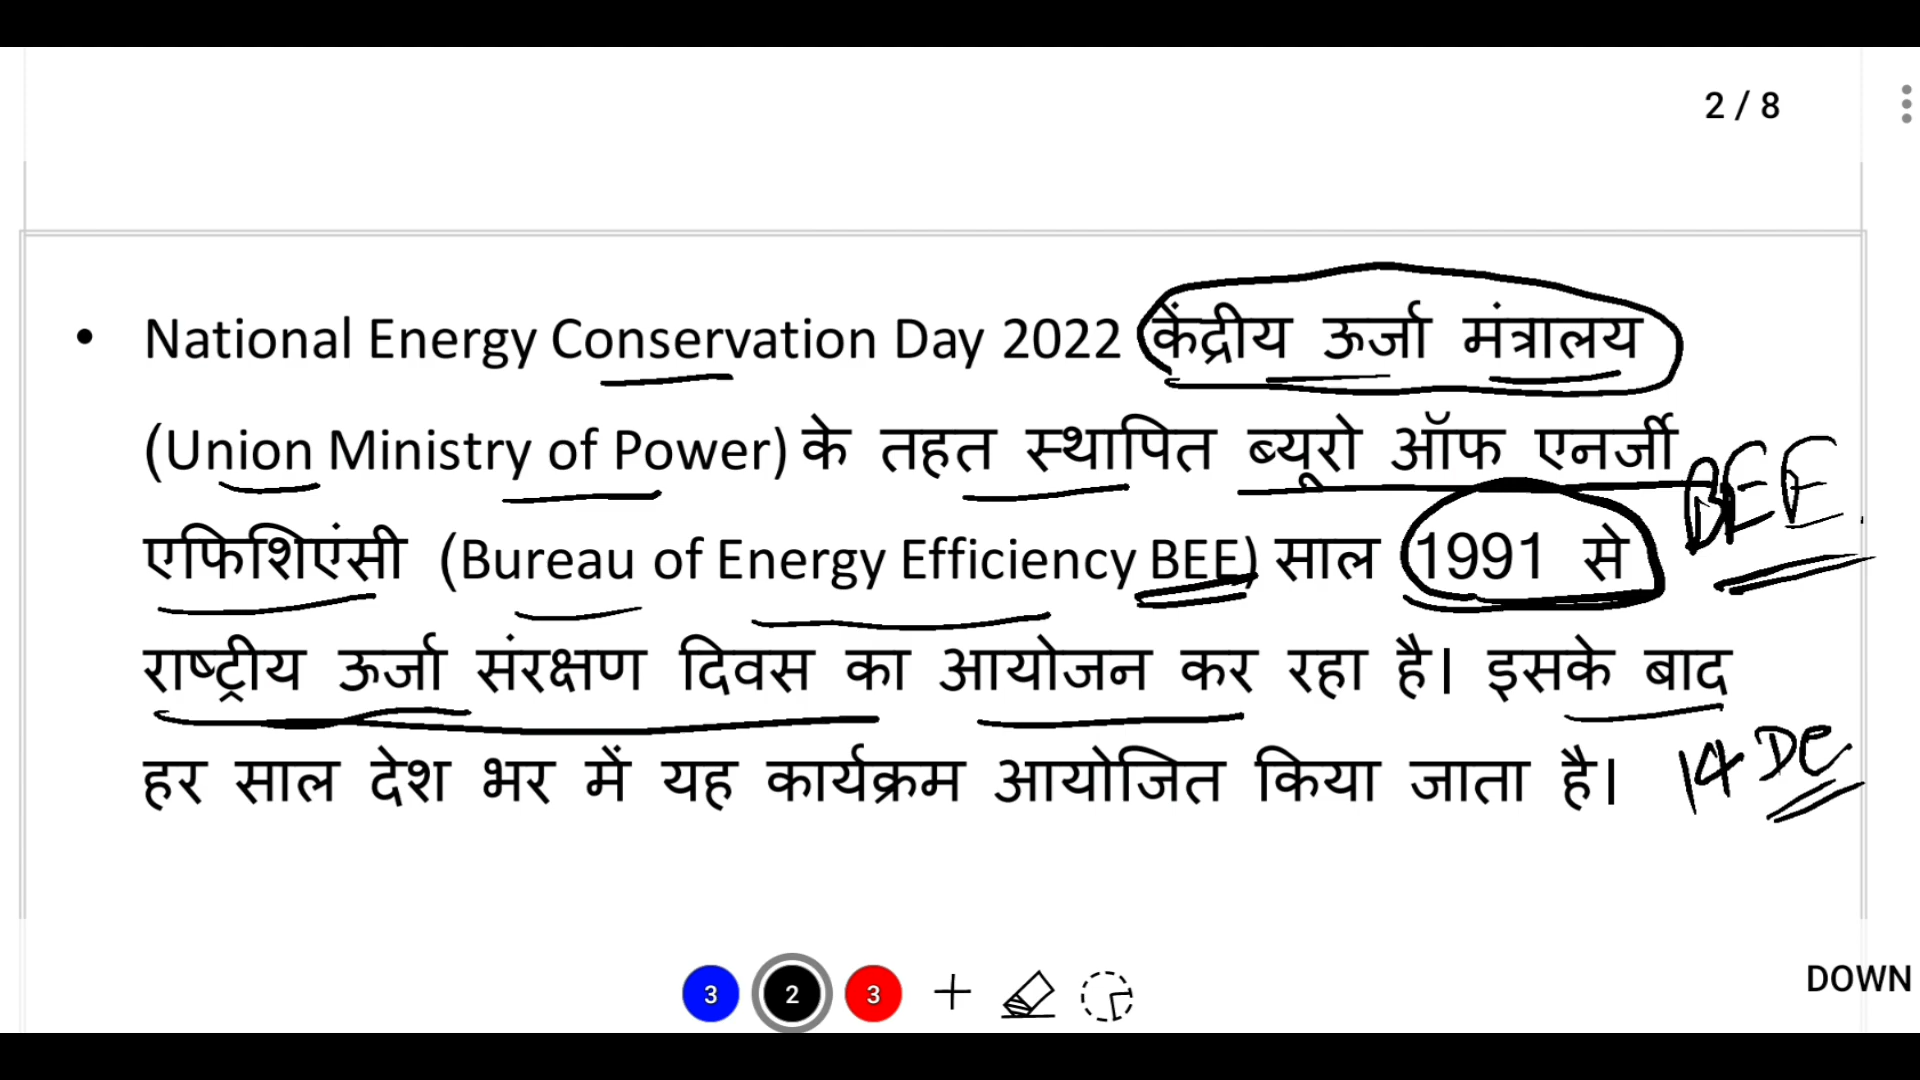 2 / 8
• National Energy Conservation Day 2022 केंद्रीय ऊर्जा मंत्रालय
(Union Ministry of Power) के तहत स्थापित ब्यूरो ऑफ एनर्जी
BEE
एफिशिएंसी (Bureau of Energy Efficiency BEE) साल 1991 से
राष्ट्रीय ऊर्जा संरक्षण दिवस का आयोजन कर रहा है। इसके बाद
हर साल देश भर में यह कार्यक्रम आयोजित किया जाता है।
14 DC
3 2 3
DOWN